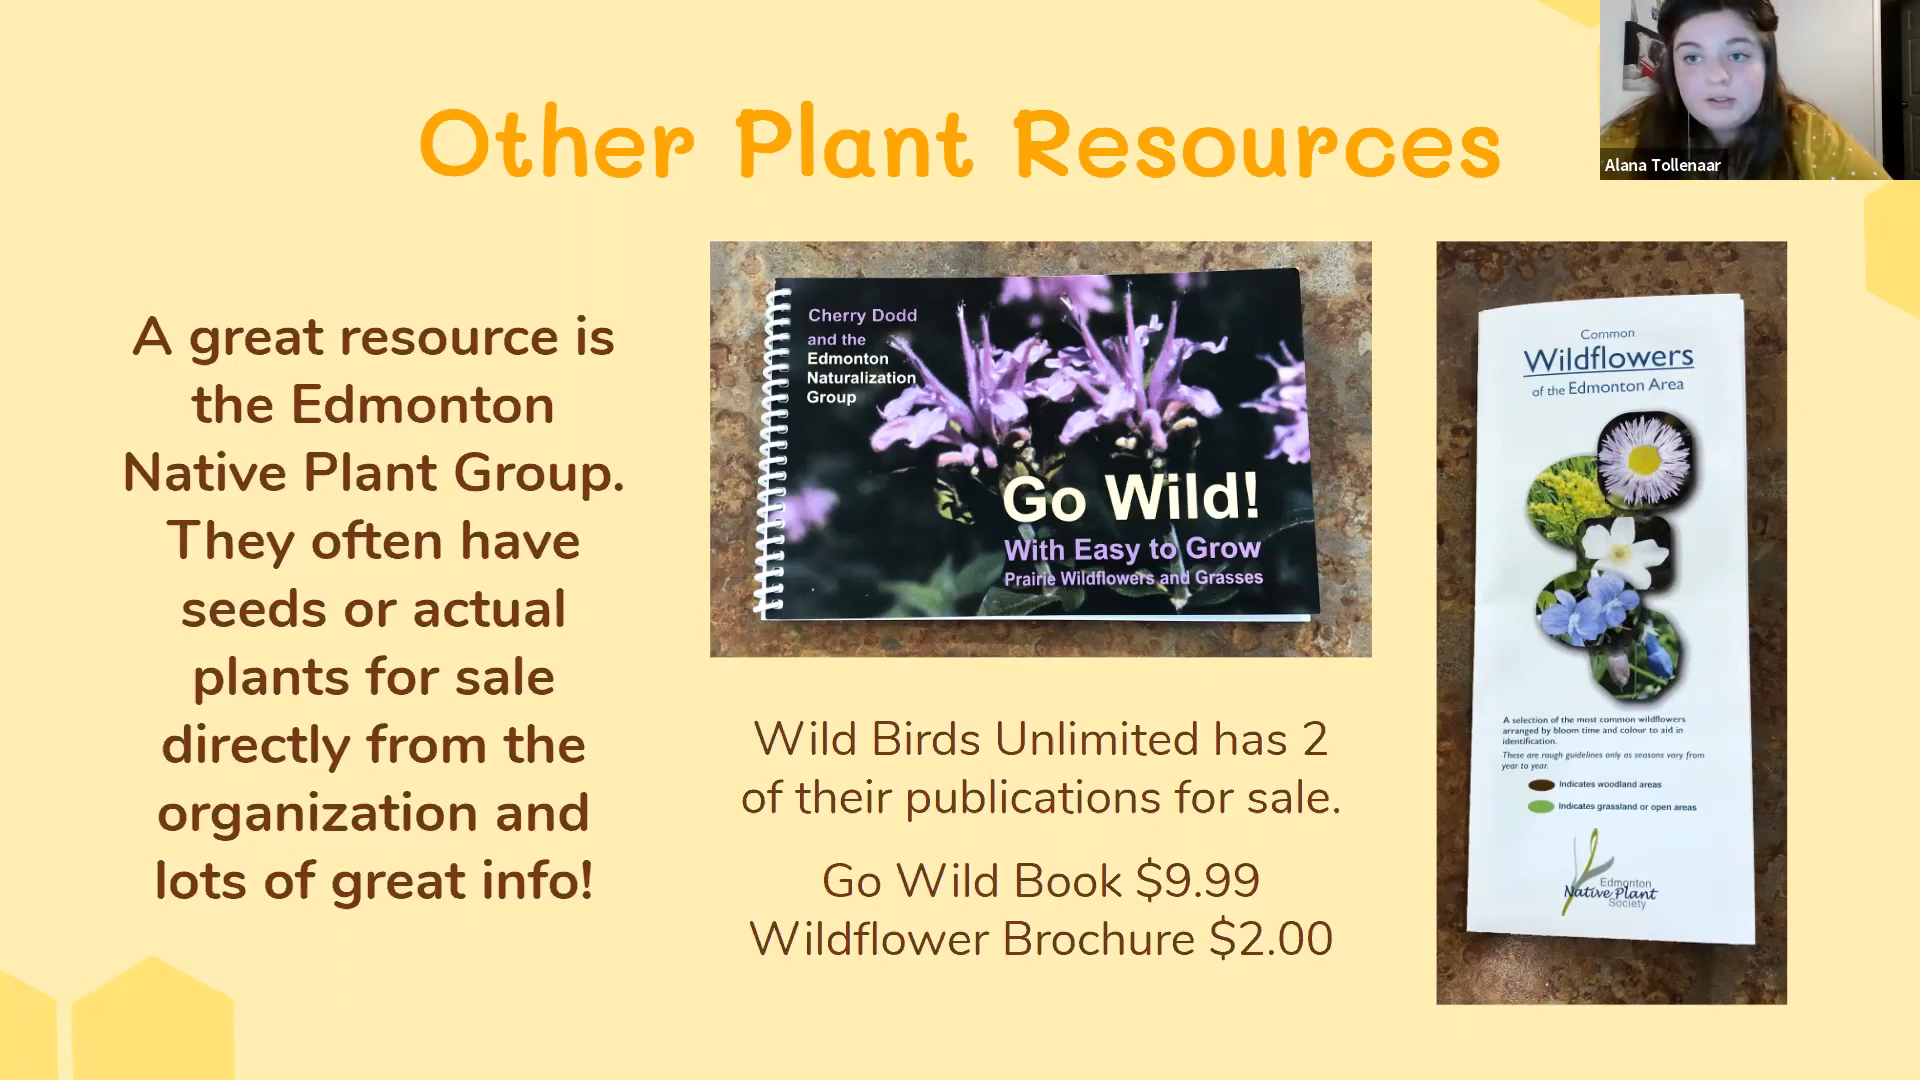 Other Plant Resources
Alana Tollenaar
A great resource is
the Edmonton
Native Plant Group.
They often have
seeds or actual
plants for sale
directly from the
organization and
lots of great info!
Cherry Dodd
and the
Edmonton
Naturalization
Group
Go Wild!
With Easy to Grow
Prairie Wildflowers and Grasses
Wild Birds Unlimited has 2
of their publications for sale.
Go Wild Book $9.99
Wildflower Brochure $2.00
Common
Wildflowers
of the Edmonton Area
A selection of the most common wildflowers
arranged by bloom time and colour to aid in
identification.
These are rough guidelines only as seasons vary from
year to year.
Indicates woodland areas
Indicates grassland or open areas
Edmonton
Native Plant
Society